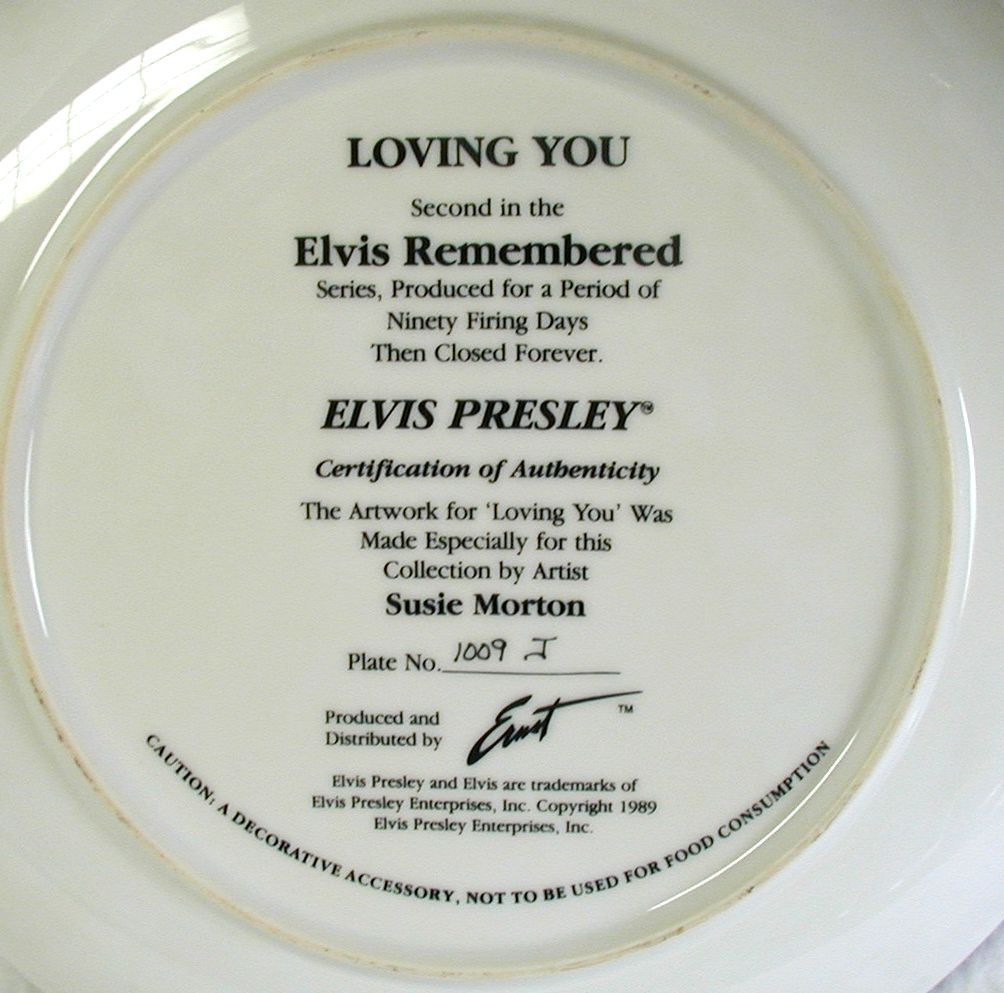 LOVING YOU
Second in the
Elvis Remembered
Series, Produced for a Period of
Ninety Firing Days
Then Closed Forever.
ELVIS PRESLEY™
Certification of Authenticity
The Artwork for 'Loving You' Was
Made Especially for this
Collection by Artist
Susie Morton
Plate No. 1009 J
Produced and
Distributed by Ernst ™
Elvis Presley and Elvis are trademarks of
Elvis Presley Enterprises, Inc. Copyright 1989
Elvis Presley Enterprises, Inc.
CAUTION: A DECORATIVE ACCESSORY, NOT TO BE USED FOR FOOD CONSUMPTION